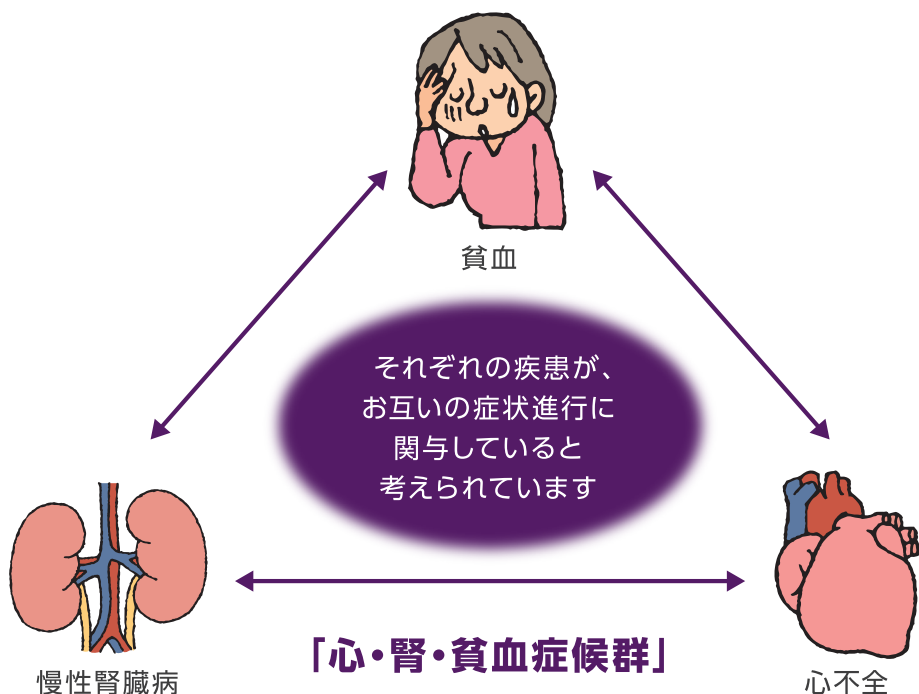 貧血
それぞれの疾患が、
お互いの症状進行に
関与していると
考えられています
「心・腎・貧血症候群」
慢性腎臓病
心不全